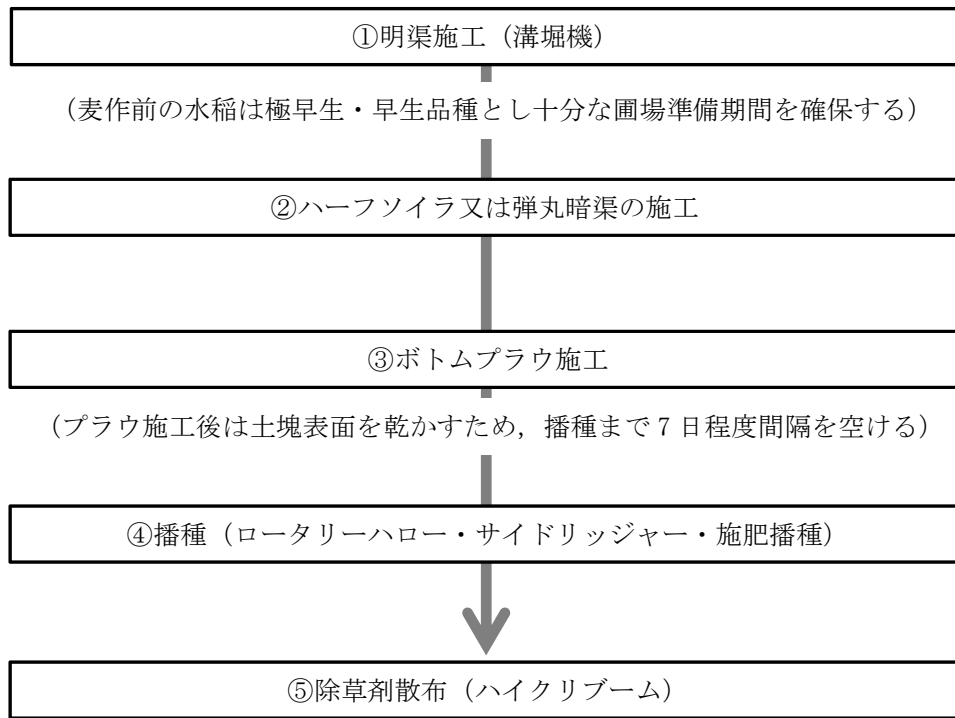 ①明渠施工（溝堀機）
（麦作前の水稲は極早生・早生品種とし十分な圃場準備期間を確保する）
②ハーフソイラ又は弾丸暗渠の施工
③ボトムプラウ施工
（プラウ施工後は土塊表面を乾かすため，播種まで７日程度間隔を空ける）
④播種（ロータリーハロー・サイドリッジャー・施肥播種）
⑤除草剤散布（ハイクリブーム）